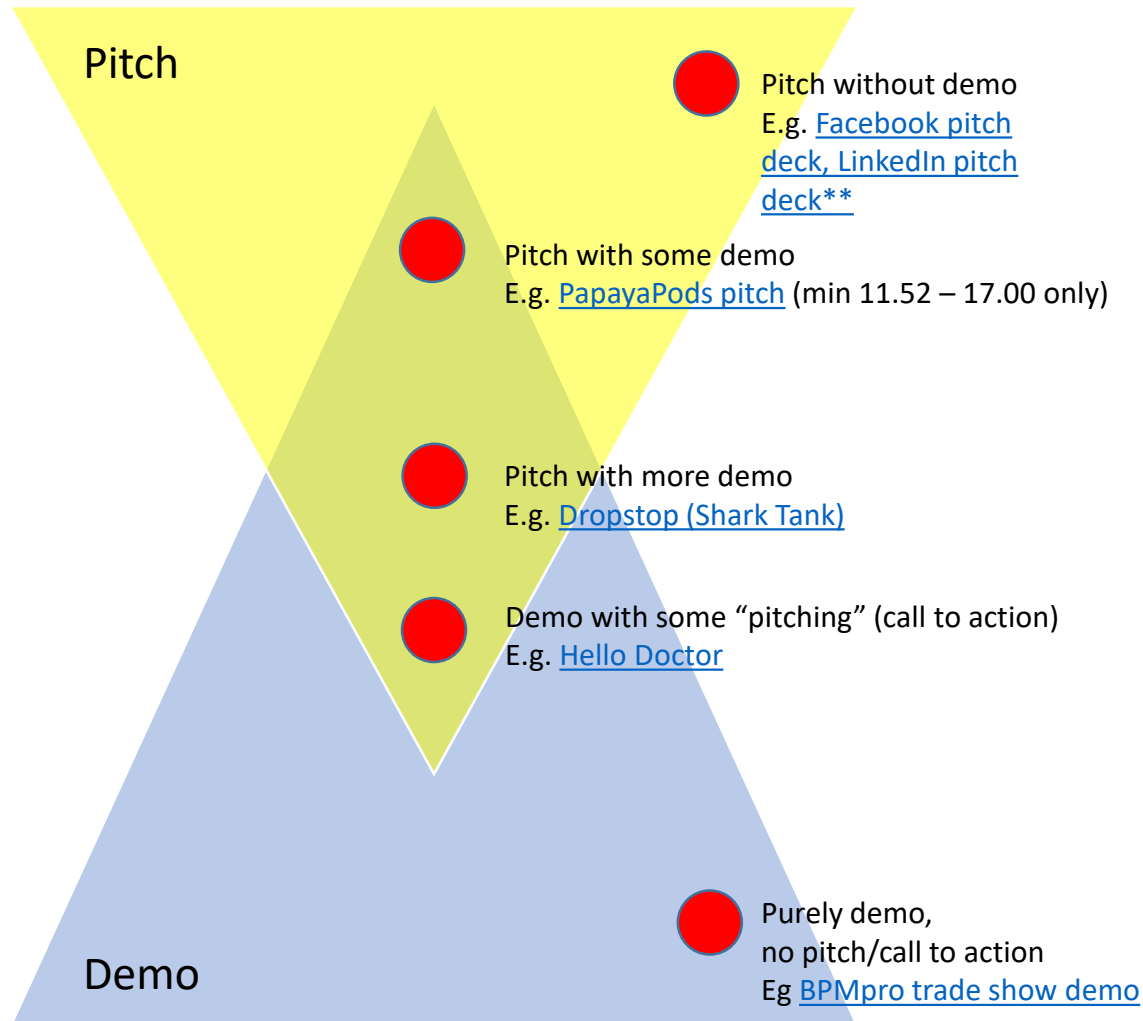 Pitch
Pitch without demo
E.g. Facebook pitch
deck, LinkedIn pitch
deck**
Pitch with some demo
E.g. PapayaPods pitch (min 11.52 – 17.00 only)
Pitch with more demo
E.g. Dropstop (Shark Tank)
Demo with some “pitching” (call to action)
E.g. Hello Doctor
Purely demo,
no pitch/call to action
Eg BPMpro trade show demo
Demo